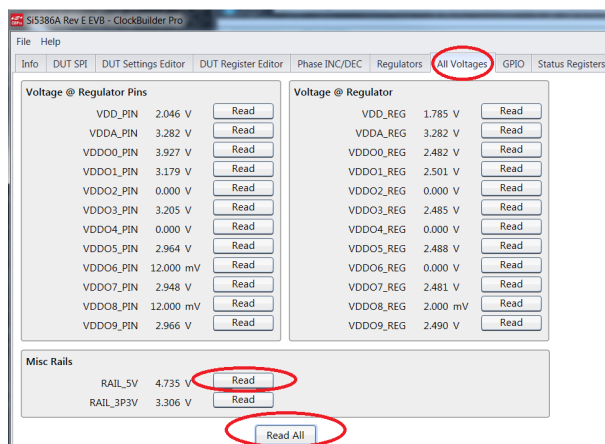 Si5386A Rev E EVB - ClockBuilder Pro
File Help
Info DUT SPI DUT Settings Editor DUT Register Editor Phase INC/DEC Regulators All Voltages GPIO Status Registers
Voltage @ Regulator Pins
VDD_PIN 2.046 V Read
VDDA_PIN 3.282 V Read
VDDO0_PIN 3.927 V Read
VDDO1_PIN 3.179 V Read
VDDO2_PIN 0.000 V Read
VDDO3_PIN 3.205 V Read
VDDO4_PIN 0.000 V Read
VDDO5_PIN 2.964 V Read
VDDO6_PIN 12.000 mV Read
VDDO7_PIN 2.948 V Read
VDDO8_PIN 12.000 mV Read
VDDO9_PIN 2.966 V Read
Voltage @ Regulator
VDD_REG 1.785 V Read
VDDA_REG 3.282 V Read
VDDO0_REG 2.482 V Read
VDDO1_REG 2.501 V Read
VDDO2_REG 0.000 V Read
VDDO3_REG 2.485 V Read
VDDO4_REG 0.000 V Read
VDDO5_REG 2.488 V Read
VDDO6_REG 0.000 V Read
VDDO7_REG 2.481 V Read
VDDO8_REG 2.000 mV Read
VDDO9_REG 2.490 V Read
Misc Rails
RAIL_5V 4.735 V Read
RAIL_3P3V 3.306 V Read
Read All